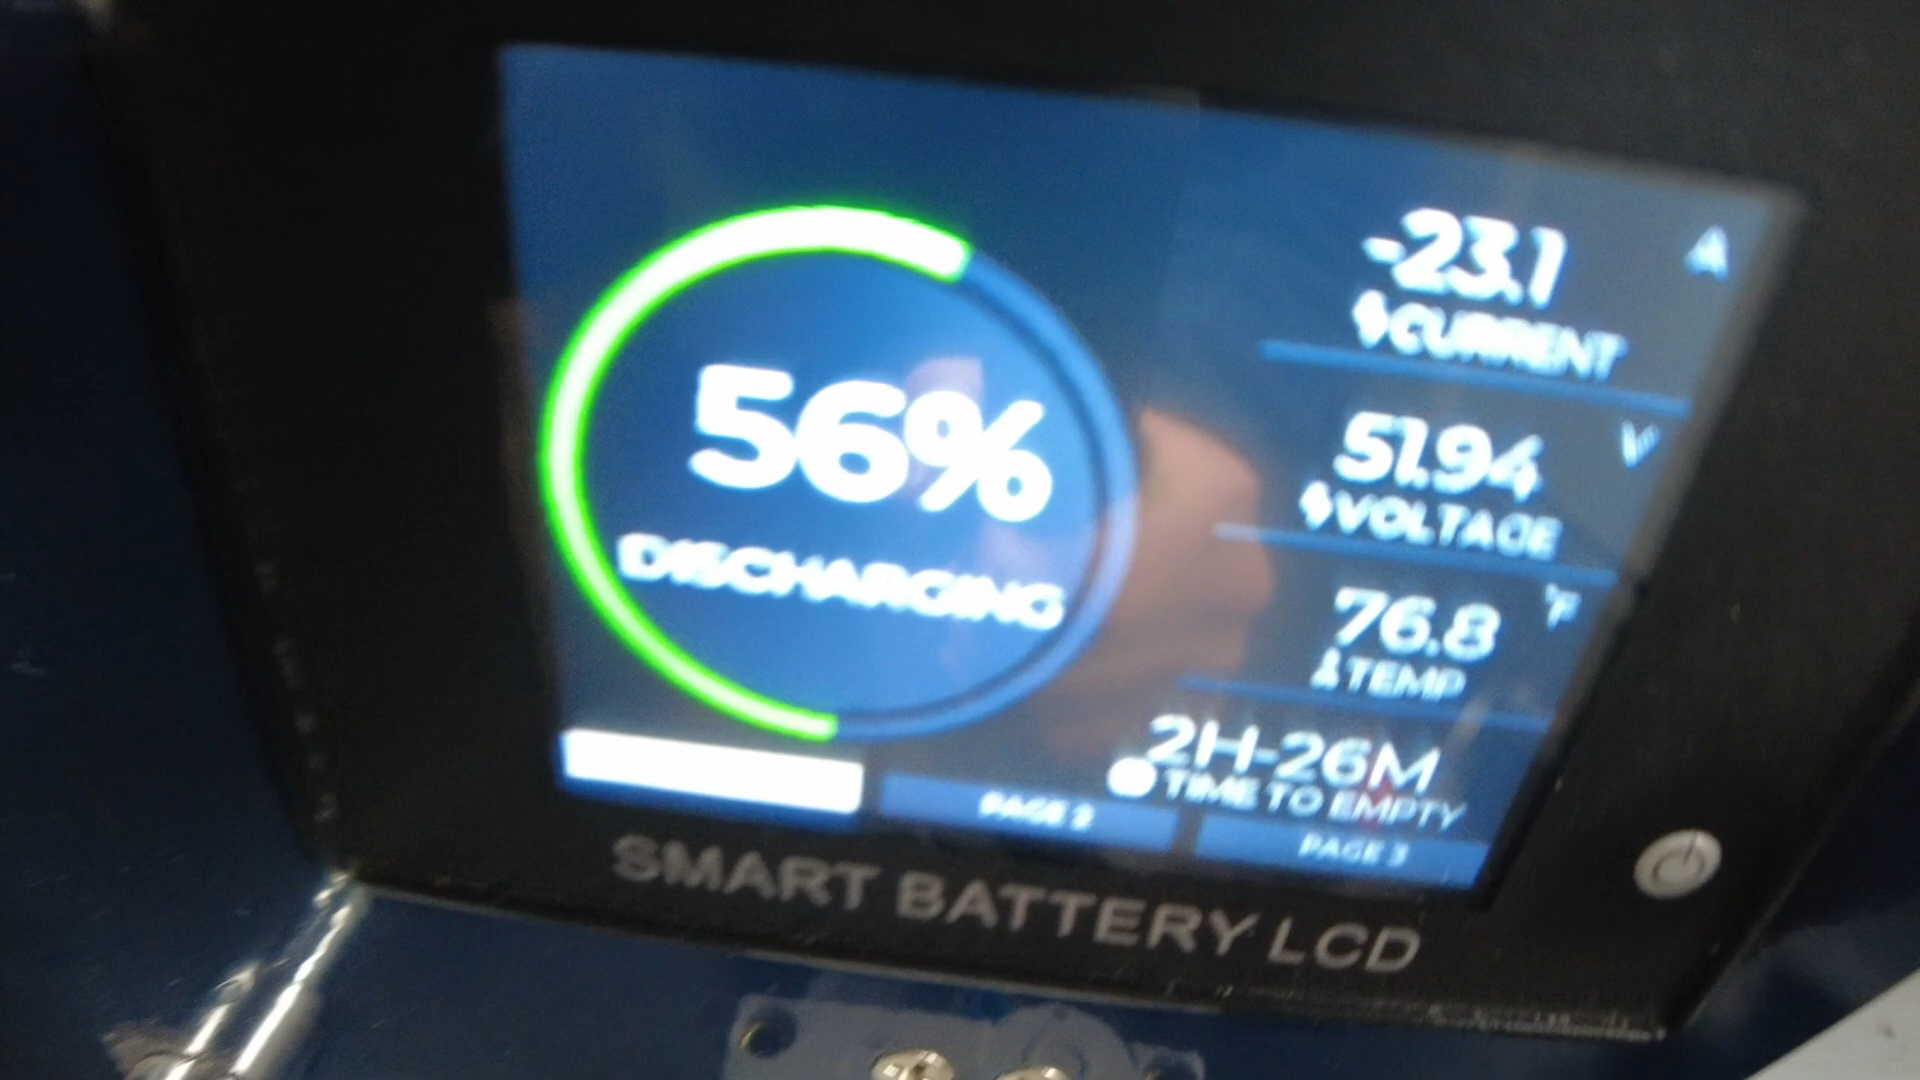 56%
DISCHARGING
-23.1 A
CURRENT
51.94 V
VOLTAGE
76.8 °F
TEMP
2H-26M
TIME TO EMPTY
PAGE 2
PAGE 3
SMART BATTERY LCD